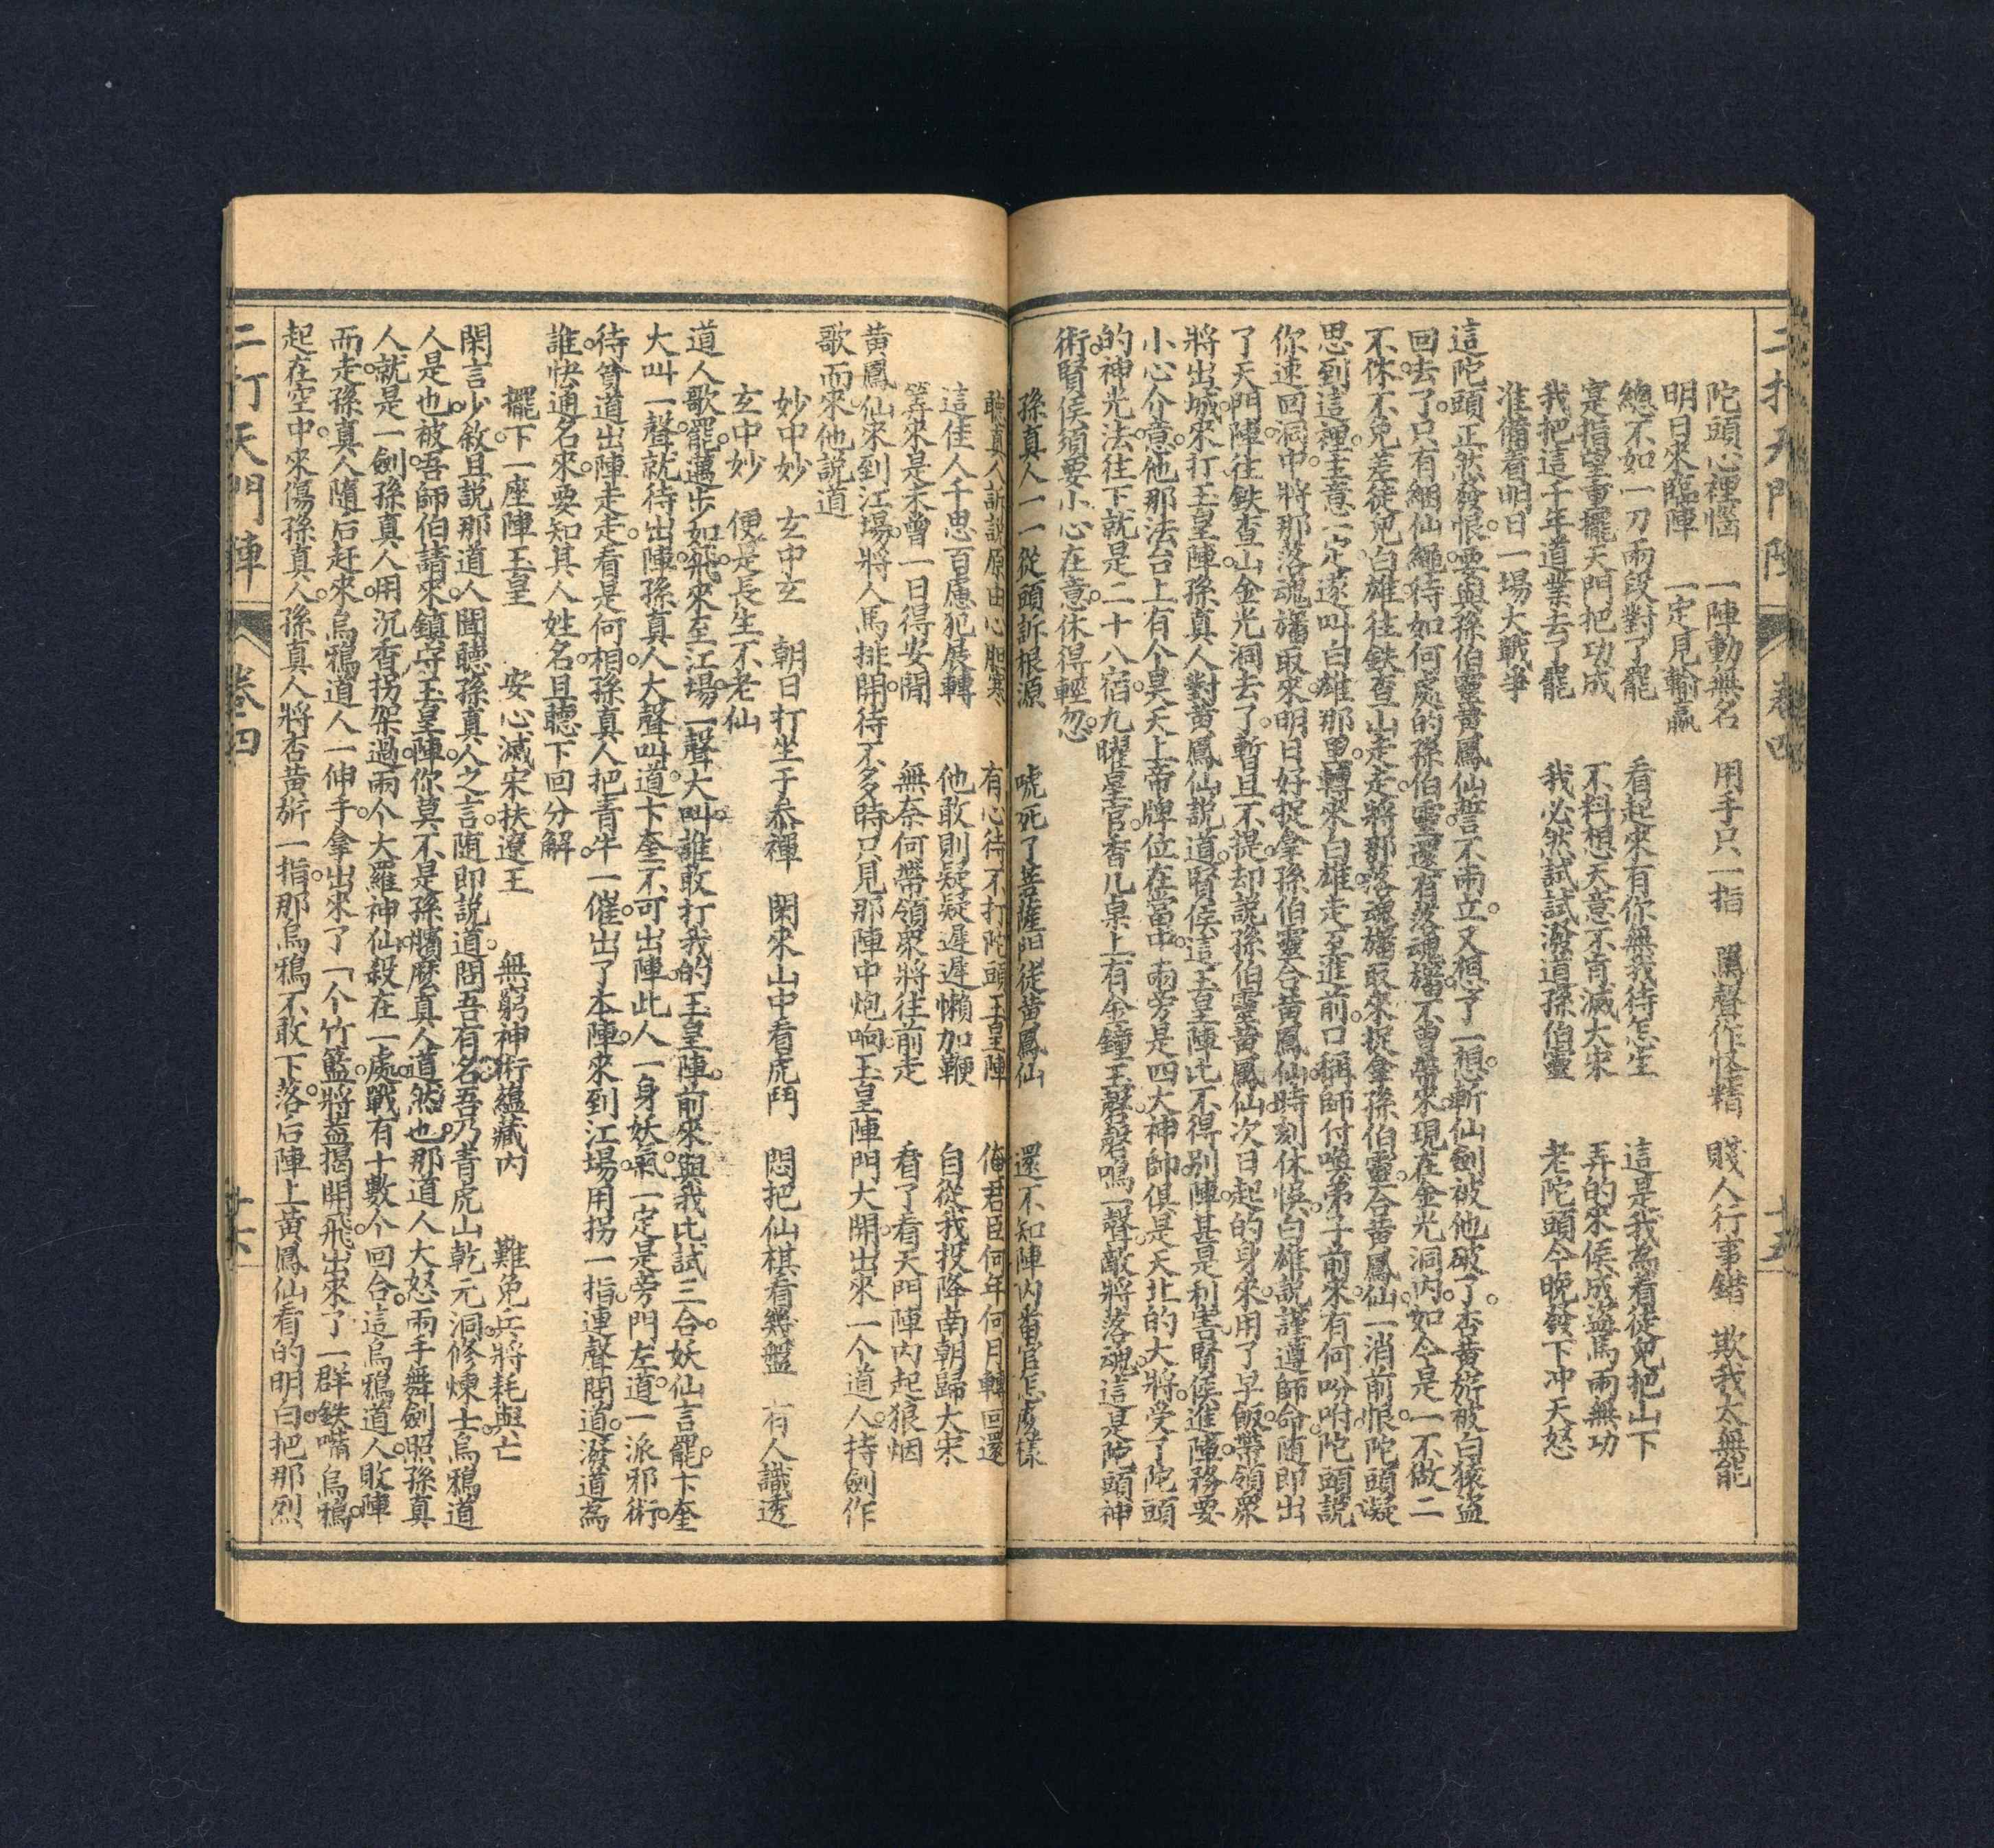 二打天門陣 卷四 十五
陀頭心裡惱 一陣動無名 用手只一指 罵聲作怪精 賤人行事錯 欺我太無能
明日來臨陣 一定見輸贏
總不如一刀兩段對了罷 看起來有你無我待怎生 這是我為着徒兒把山下
寔指望重擺天門把功成 不料想天意不肯滅大宋 弄的來侯成盗馬兩無功
我把這千年道業去了罷 我必然試試潑道孫伯靈 老陀頭今晚發下冲天怒
准備着明日一場大戰爭
這陀頭正然發恨要與孫伯靈黄鳳仙誓不兩立又想了一想斬仙劍被他破了杏黄旂被白猿盗
回去了只有綑仙繩待如何處的孫伯靈還有落魂旛不曾帶來現在金光洞内如今是一不做二
不休不免差徒兒白雄往鉄查山走走將那落魂旛取來捉拿孫伯靈合黄鳳仙一消前恨陀頭凝
思到這裡主意一定遂叫白雄那里轉來白雄走至進前口稱師付喚弟子前來有何吩咐陀頭説
你速回洞中將那落魂旛取來明日好捉拿孫伯靈合黄鳳仙時刻休悞白雄説謹遵師命随即出
了天門陣往鉄查山金光洞去了暫且不提却説孫伯靈黄鳳仙次日起的身來用了早飯帶領衆
將出城來打玉皇陣孫真人對黄鳳仙説道賢侯這玉皇陣比不得别陣甚是利害賢侯進陣務要
小心介意他那法台上有个昊天上帝牌位在當中兩旁是四大神帥俱是天北的大將受了陀頭
的神光法往下就是二十八宿九曜星官香几桌上有金鐘玉磬磬鳴一聲敵將落魂這是陀頭神
術賢侯須要小心在意休得輕忽
孫真人一一從頭訴根源 唬死了菩薩門徒黄鳳仙 還不知陣内番官怎麽樣
聽真人訴説原由心胆寒 有心待不打陀頭玉皇陣 俺君臣何年何月轉回還
這佳人千思百慮犯展轉 他敢則疑疑遲遲懶加鞭 自從我投降南朝歸大宋
筭來是未曾一日得安閒 無奈何帶領衆將往前走 看了看天門陣内起狼烟
黄鳳仙來到江塲將人馬排開待不多時只見那陣中炮响玉皇陣門大開出來一个道人持劍作
歌而來他説道
妙中妙 玄中玄 朝日打坐于叅禪 閑來山中看虎鬥 悶把仙棋看幾盤 有人識透
玄中妙 便是長生不老仙
道人歌罷邁步如飛來至江塲一聲大叫誰敢打我的玉皇陣前來與我比試三合妖仙言罷卞奎
大叫一聲就待出陣孫真人大聲叫道卞奎不可出陣此人一身妖氣一定是旁門左道一派邪術
待貧道出陣走走看是何相孫真人把青牛一催出了本陣來到江塲用拐一指連聲問道潑道為
誰快通名來要知其人姓名且聽下回分解
擺下一座陣玉皇 安心滅宋扶遼王 無窮神術蘊藏内 難免兵將耗與亡
閑言少敘且説那道人聞聽孫真人之言随即説道問吾有名吾乃青虎山乾元洞修煉士烏鴉道
人是也被吾師伯請來鎮守玉皇陣你莫不是孫臏麽真人道然也那道人大怒兩手舞劍照孫真
人就是一劍孫真人用沉香拐架過兩个大羅神仙殺在一處戰有十數个回合這烏鴉道人敗陣
而走孫真人随后赶來烏鴉道人一伸手拿出來了一个竹籃將蓋揭開飛出來了一群鉄嘴烏鴉
起在空中來傷孫真人孫真人將杏黄旂一指那烏鴉不敢下落后陣上黄鳳仙看的明白把那烈
二打天門陣 卷四 十六